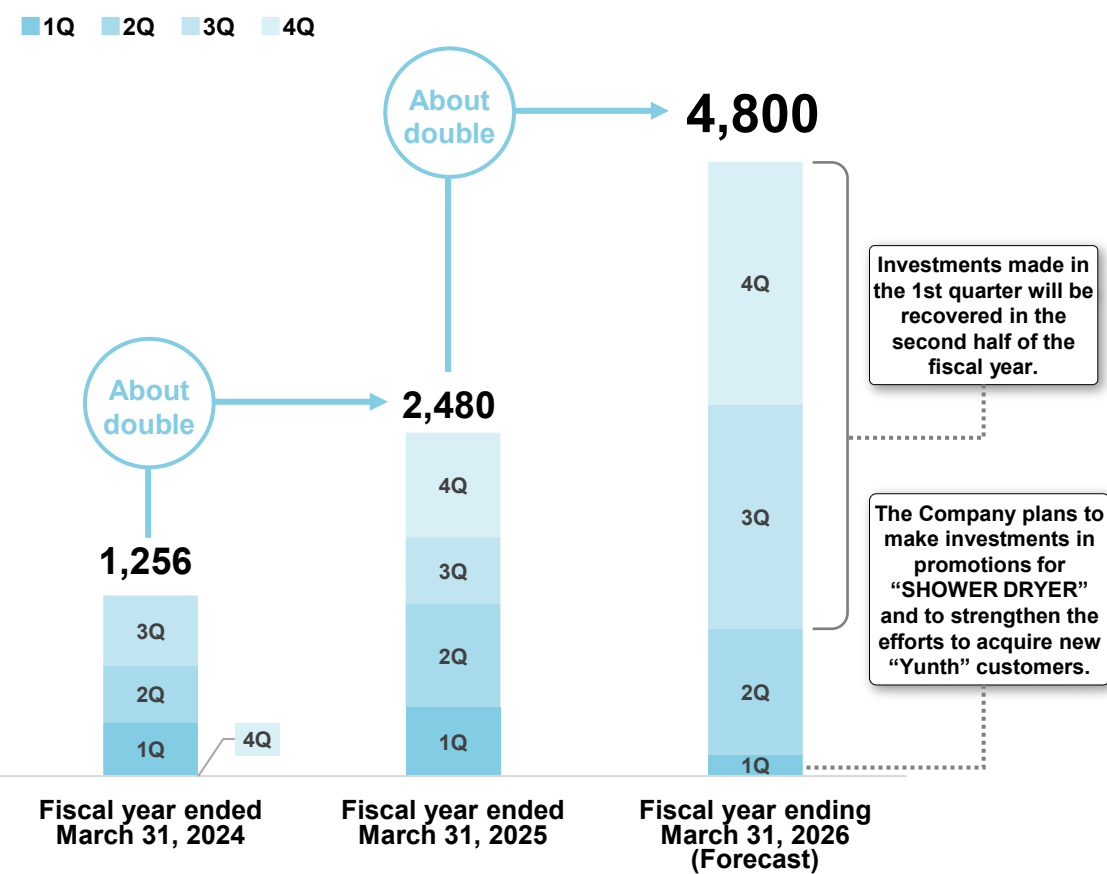 1Q 2Q 3Q 4Q
About
double
4,800
4Q
Investments made in
the 1st quarter will be
recovered in the
second half of the
fiscal year.
About
double
2,480
4Q
3Q
3Q
The Company plans to
make investments in
promotions for
“SHOWER DRYER”
and to strengthen the
efforts to acquire new
“Yunth” customers.
1,256
3Q
2Q
2Q
2Q
1Q
4Q
1Q
1Q
Fiscal year ended
March 31, 2024
Fiscal year ended
March 31, 2025
Fiscal year ending
March 31, 2026
(Forecast)